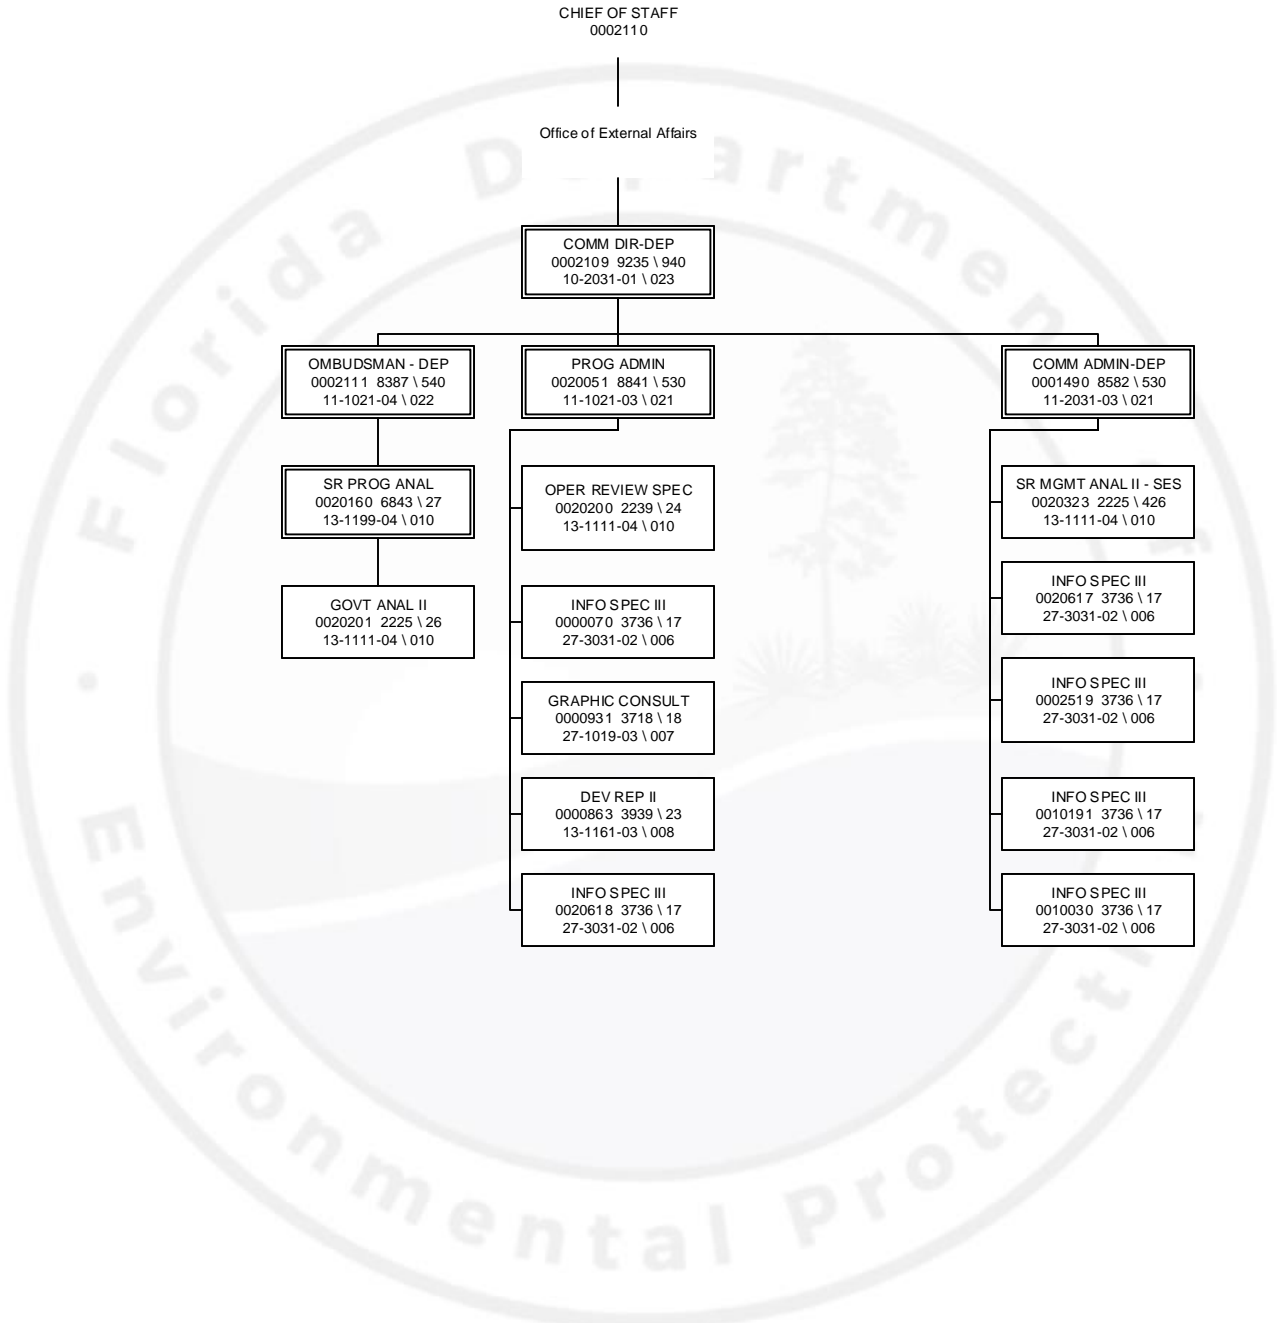 CHIEF OF STAFF
0002110
Office of External Affairs
COMM DIR-DEP
0002109 9235 \ 940
10-2031-01 \ 023
OMBUDSMAN - DEP
0002111 8387 \ 540
11-1021-04 \ 022
PROG ADMIN
0020051 8841 \ 530
11-1021-03 \ 021
COMM ADMIN-DEP
0001490 8582 \ 530
11-2031-03 \ 021
SR PROG ANAL
0020160 6843 \ 27
13-1199-04 \ 010
GOVT ANAL II
0020201 2225 \ 26
13-1111-04 \ 010
OPER REVIEW SPEC
0020200 2239 \ 24
13-1111-04 \ 010
INFO SPEC III
0000070 3736 \ 17
27-3031-02 \ 006
GRAPHIC CONSULT
0000931 3718 \ 18
27-1019-03 \ 007
DEV REP II
0000863 3939 \ 23
13-1161-03 \ 008
INFO SPEC III
0020618 3736 \ 17
27-3031-02 \ 006
SR MGMT ANAL II - SES
0020323 2225 \ 426
13-1111-04 \ 010
INFO SPEC III
0020617 3736 \ 17
27-3031-02 \ 006
INFO SPEC III
0002519 3736 \ 17
27-3031-02 \ 006
INFO SPEC III
0010191 3736 \ 17
27-3031-02 \ 006
INFO SPEC III
0010030 3736 \ 17
27-3031-02 \ 006
Florida Department of
Environmental Protection